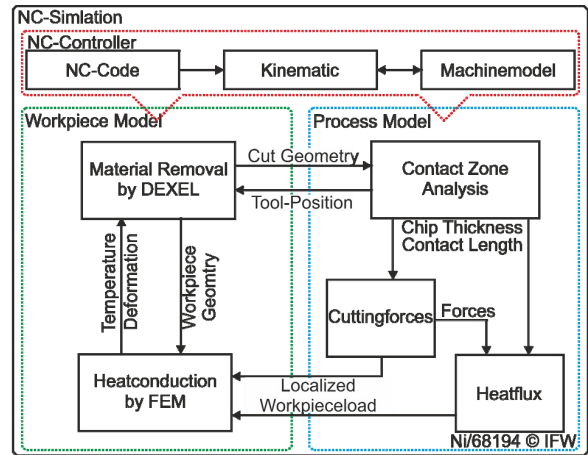 NC-Simlation
NC-Controller
NC-Code
Kinematic
Machinemodel
Workpiece Model
Process Model
Material Removal
by DEXEL
Cut Geometry
Tool-Position
Contact Zone
Analysis
Chip Thickness
Contact Length
Temperature
Deformation
Workpiece
Geomtry
Cuttingforces
Forces
Heatconduction
by FEM
Localized
Workpieceload
Heatflux
Ni/68194 © IFW